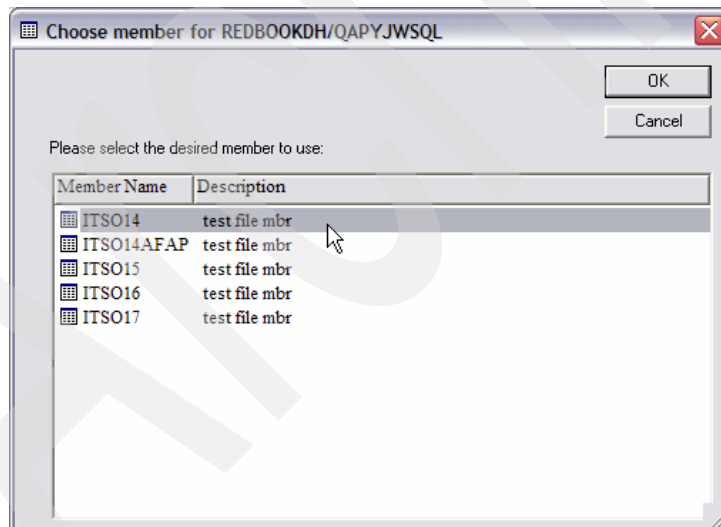 Choose member for REDBOOKDH/QAPYJWSQL
OK
Cancel
Please select the desired member to use:
Member Name Description
ITSO14 test file mbr
ITSO14AFAP test file mbr
ITSO15 test file mbr
ITSO16 test file mbr
ITSO17 test file mbr